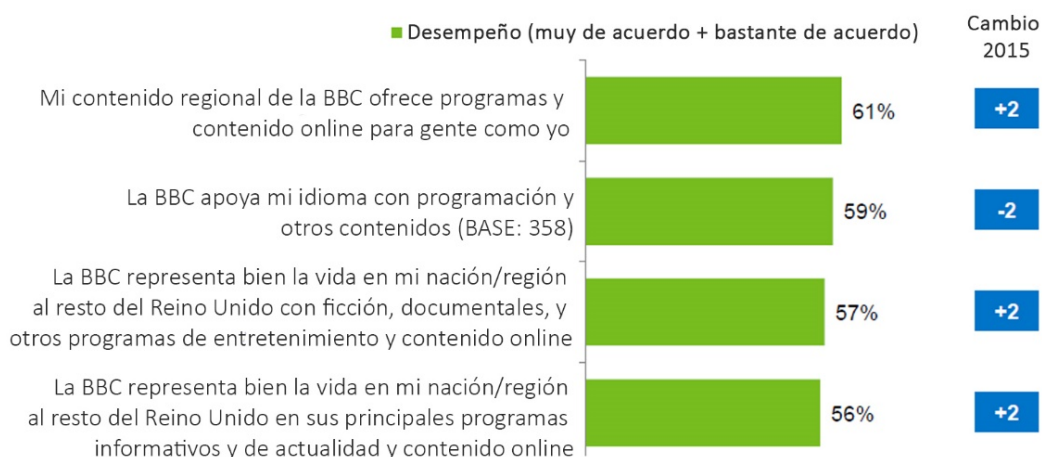 Desempeño (muy de acuerdo + bastante de acuerdo)
Cambio
2015
Mi contenido regional de la BBC ofrece programas y
contenido online para gente como yo
61%
+2
La BBC apoya mi idioma con programación y
otros contenidos (BASE: 358)
59%
-2
La BBC representa bien la vida en mi nación/región
al resto del Reino Unido con ficción, documentales, y
otros programas de entretenimiento y contenido online
57%
+2
La BBC representa bien la vida en mi nación/región
al resto del Reino Unido en sus principales programas
informativos y de actualidad y contenido online
56%
+2